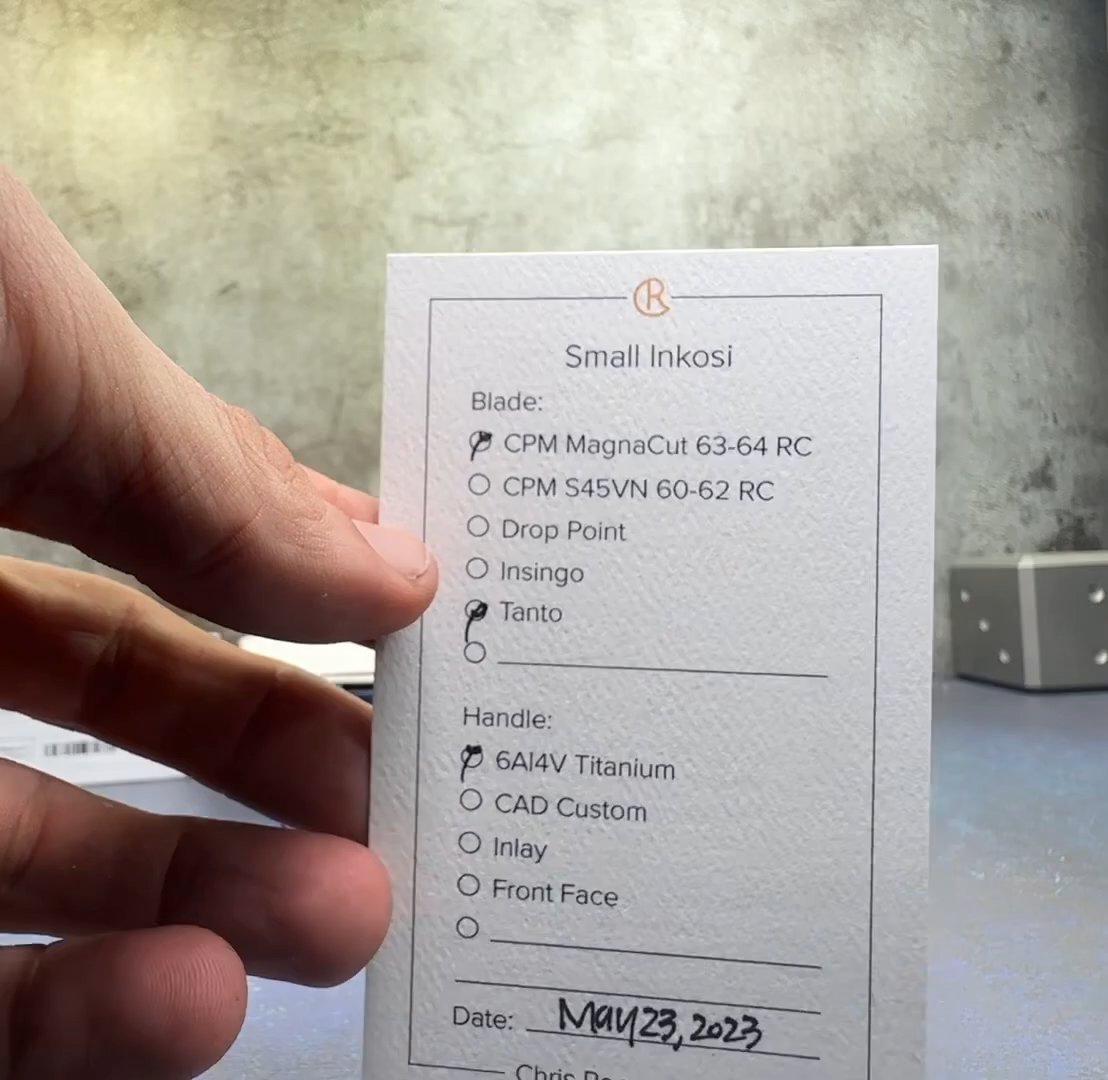 Small Inkosi
Blade:
CPM MagnaCut 63-64 RC
CPM S45VN 60-62 RC
Drop Point
Insingo
Tanto
Handle:
6Al4V Titanium
CAD Custom
Inlay
Front Face
Date: May 23, 2023
Chris